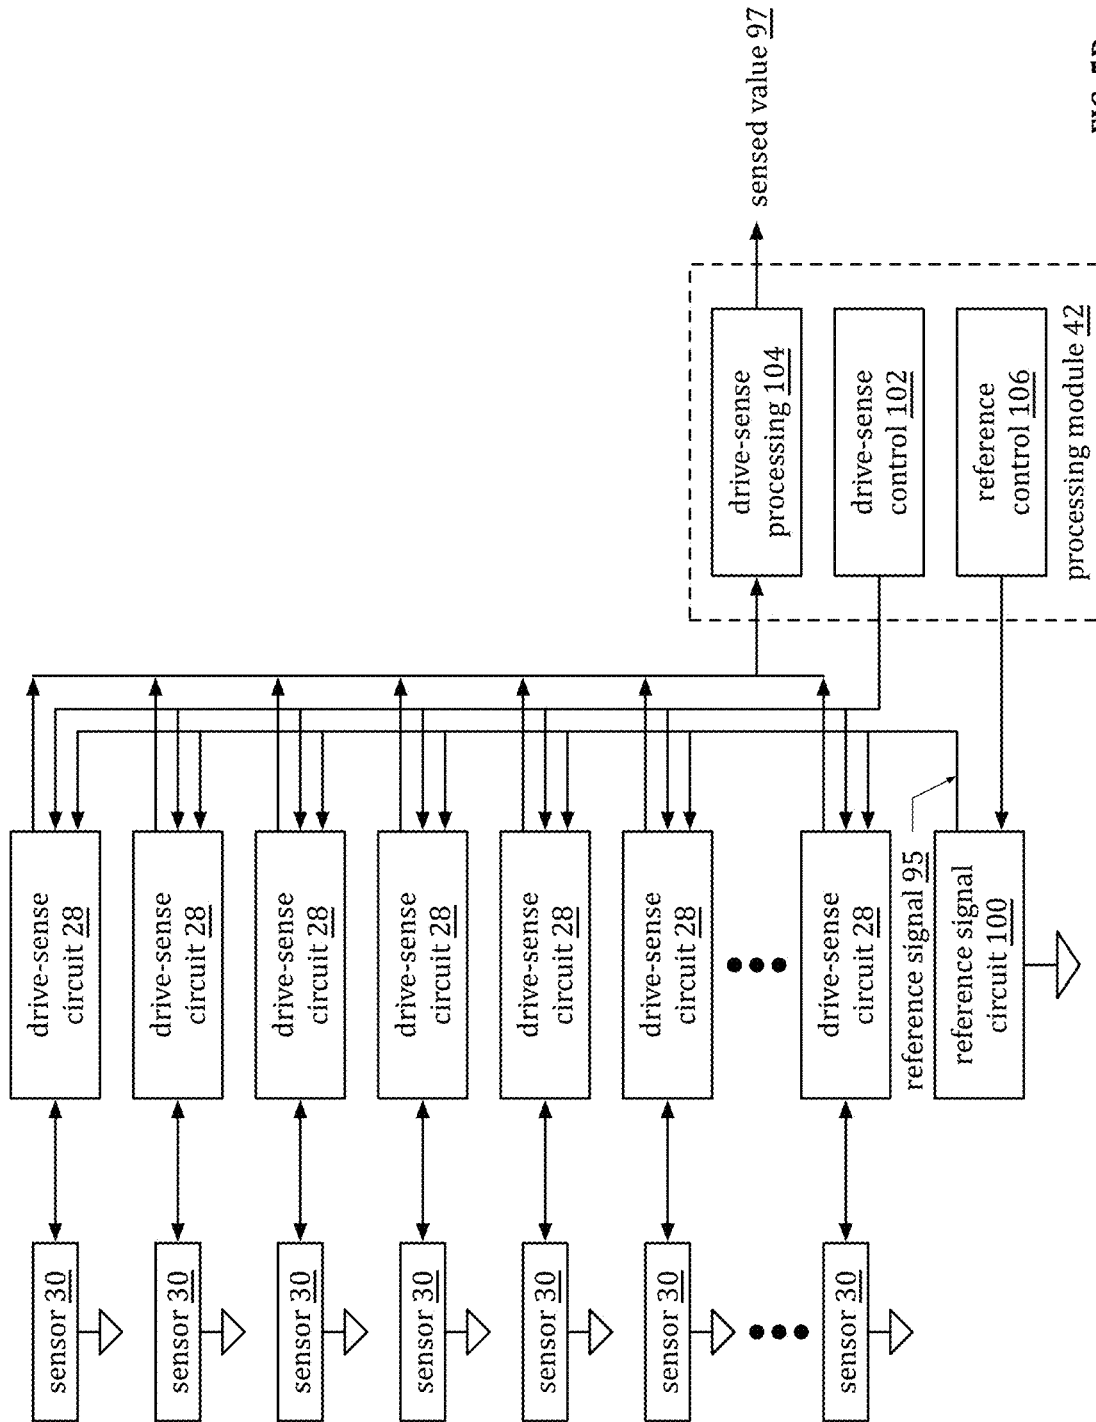 sensor 30
drive-sense
circuit 28
sensor 30
drive-sense
circuit 28
sensor 30
drive-sense
circuit 28
sensor 30
drive-sense
circuit 28
sensor 30
drive-sense
circuit 28
sensor 30
drive-sense
circuit 28
drive-sense
processing 104
sensed value 97
sensor 30
drive-sense
circuit 28
drive-sense
control 102
reference signal 95
reference signal
circuit 100
reference
control 106
processing module 42
FIG.